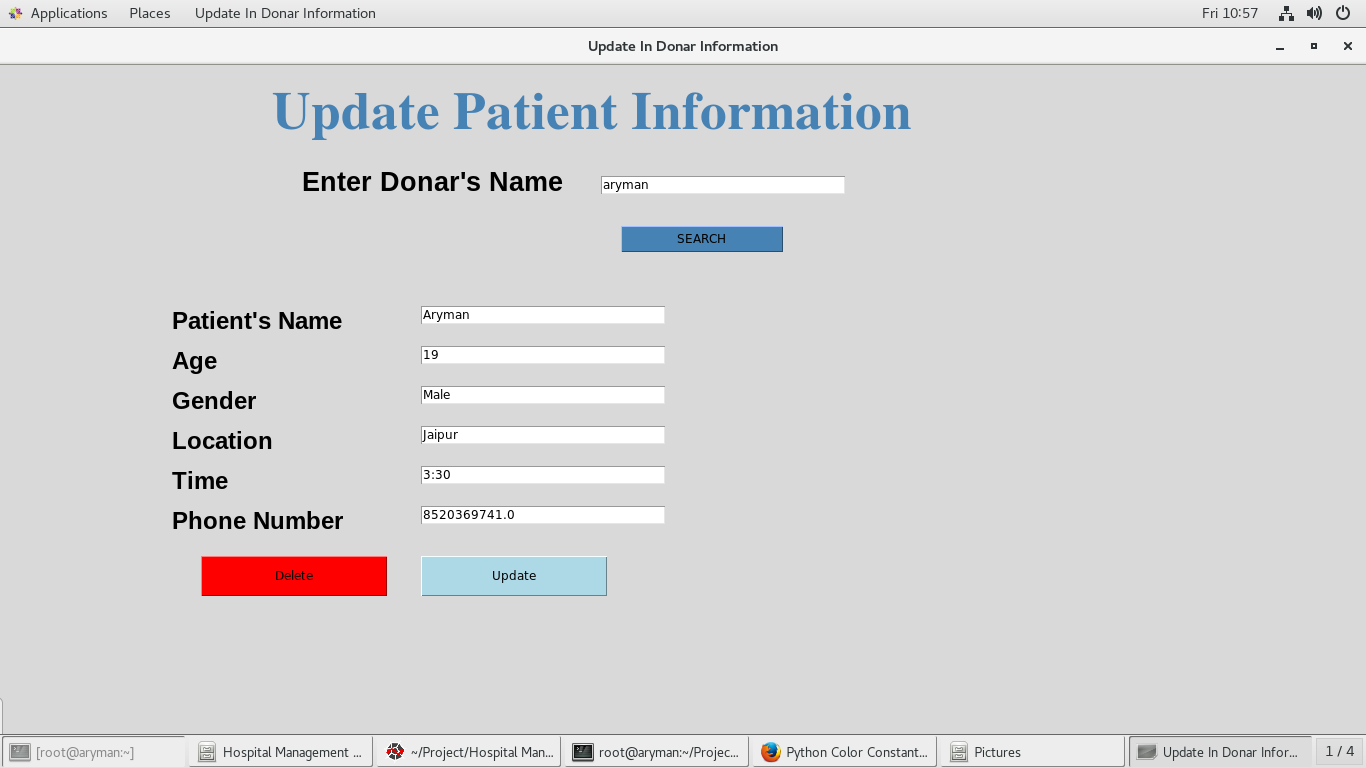 Applications Places Update In Donar Information Fri 10:57
Update In Donar Information
Update Patient Information
Enter Donar's Name aryman
SEARCH
Patient's Name Aryman
Age 19
Gender Male
Location Jaipur
Time 3:30
Phone Number 8520369741.0
Delete Update
[root@aryman:~] Hospital Management ... ~/Project/Hospital Man... root@aryman:~/Projec... Python Color Constant... Pictures Update In Donar Infor... 1 / 4